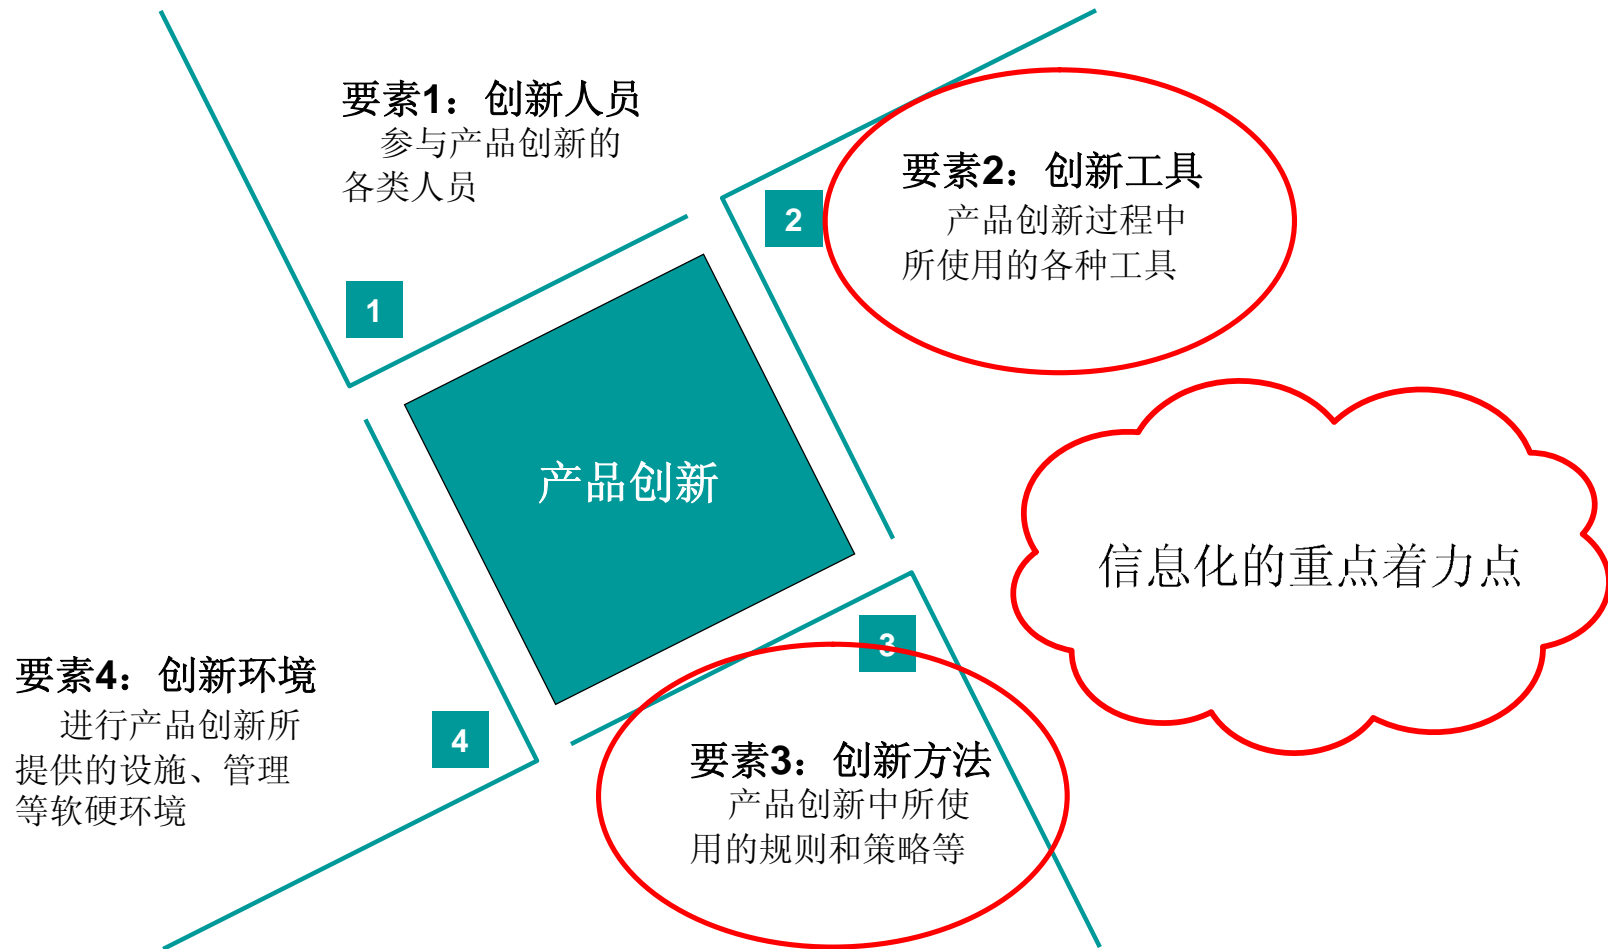 要素1：创新人员
参与产品创新的
各类人员
1
2
要素2：创新工具
产品创新过程中
所使用的各种工具
产品创新
信息化的重点着力点
3
要素3：创新方法
产品创新中所使
用的规则和策略等
要素4：创新环境
进行产品创新所
提供的设施、管理
等软硬环境
4